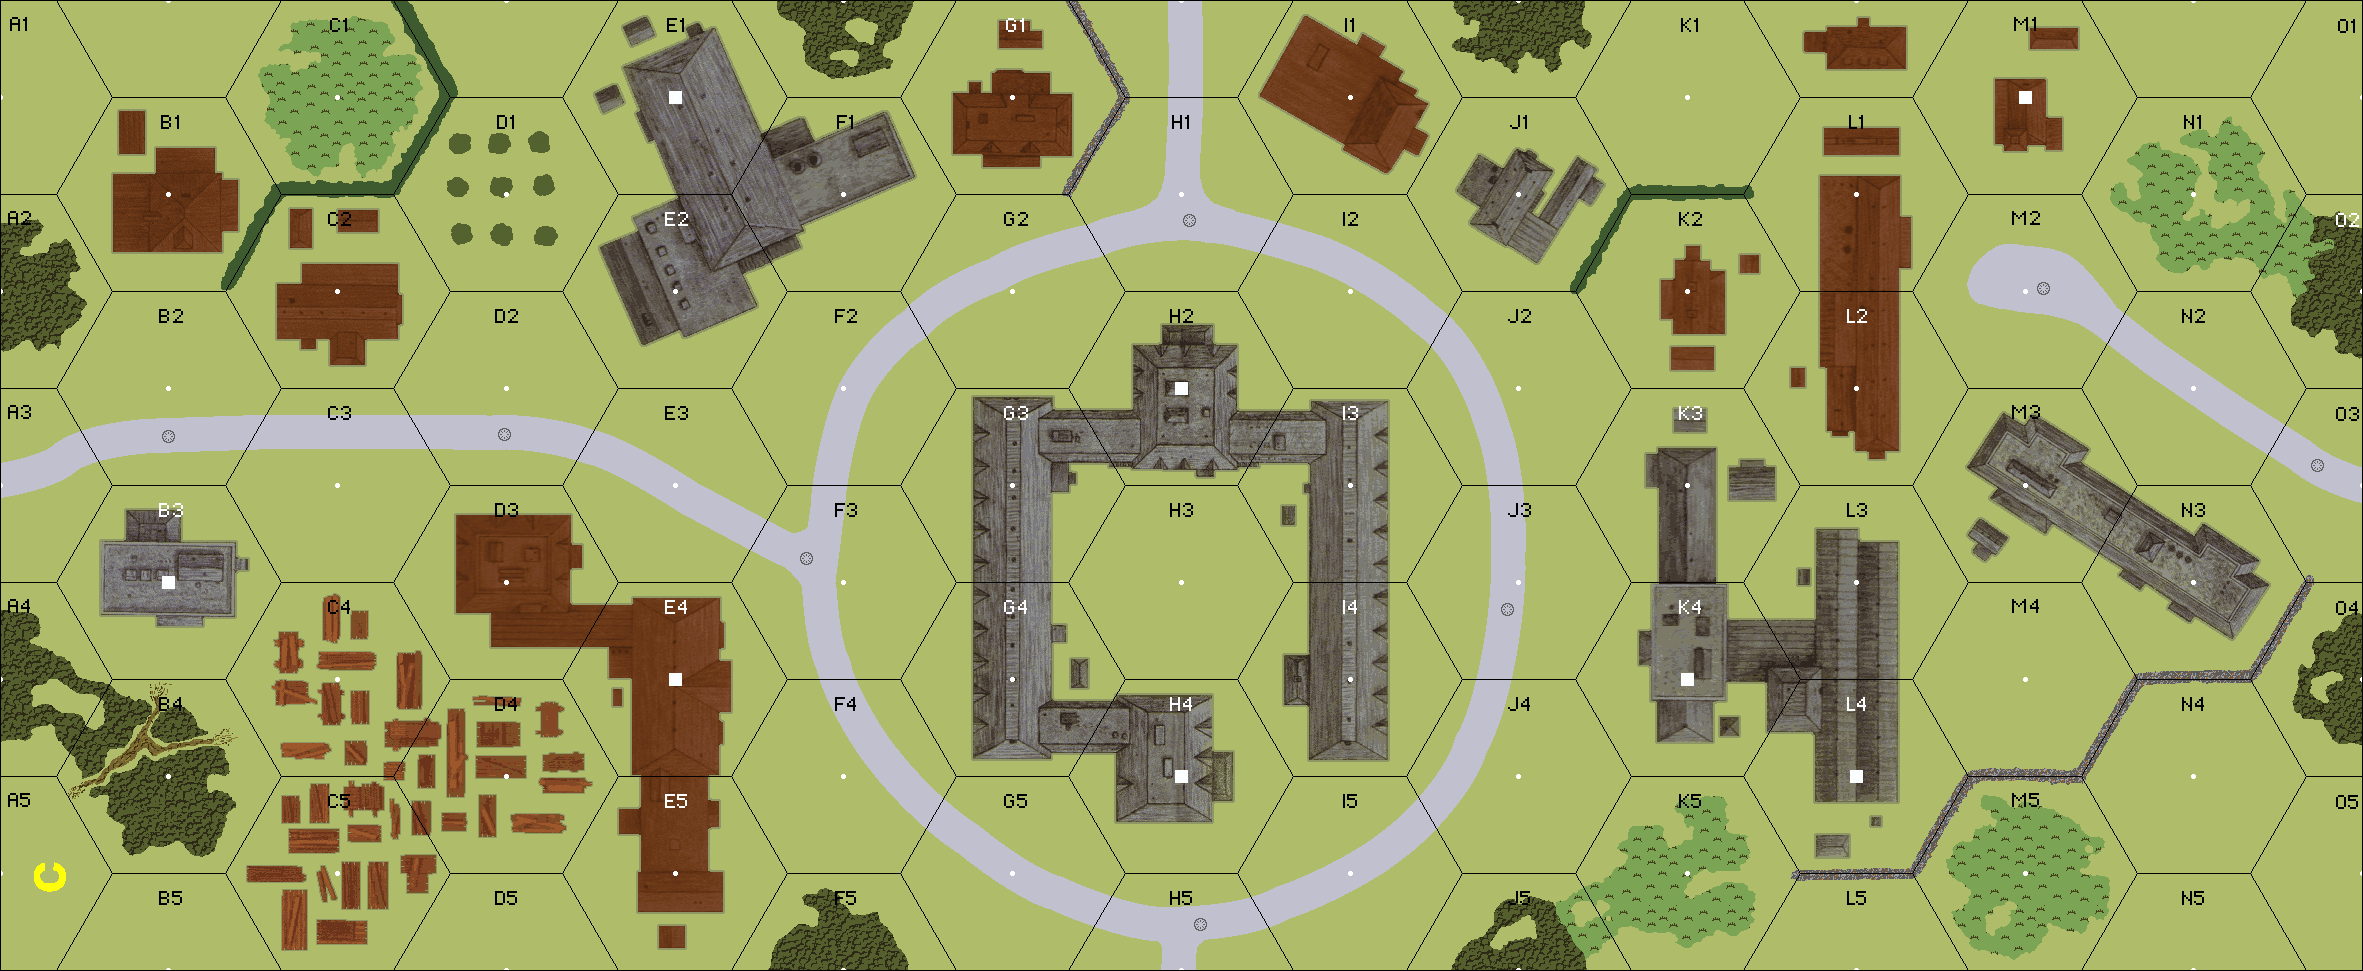 A1 C1 E1 G1 I1 K1 M1 O1
B1 D1 F1 H1 J1 L1 N1
A2 C2 E2 G2 I2 K2 M2 O2
B2 D2 F2 H2 J2 L2 N2
A3 C3 E3 G3 I3 K3 M3 O3
B3 D3 F3 H3 J3 L3 N3
A4 C4 E4 G4 I4 K4 M4 O4
B4 D4 F4 H4 J4 L4 N4
A5 C5 E5 G5 I5 K5 M5 O5
C
B5 D5 F5 H5 J5 L5 N5